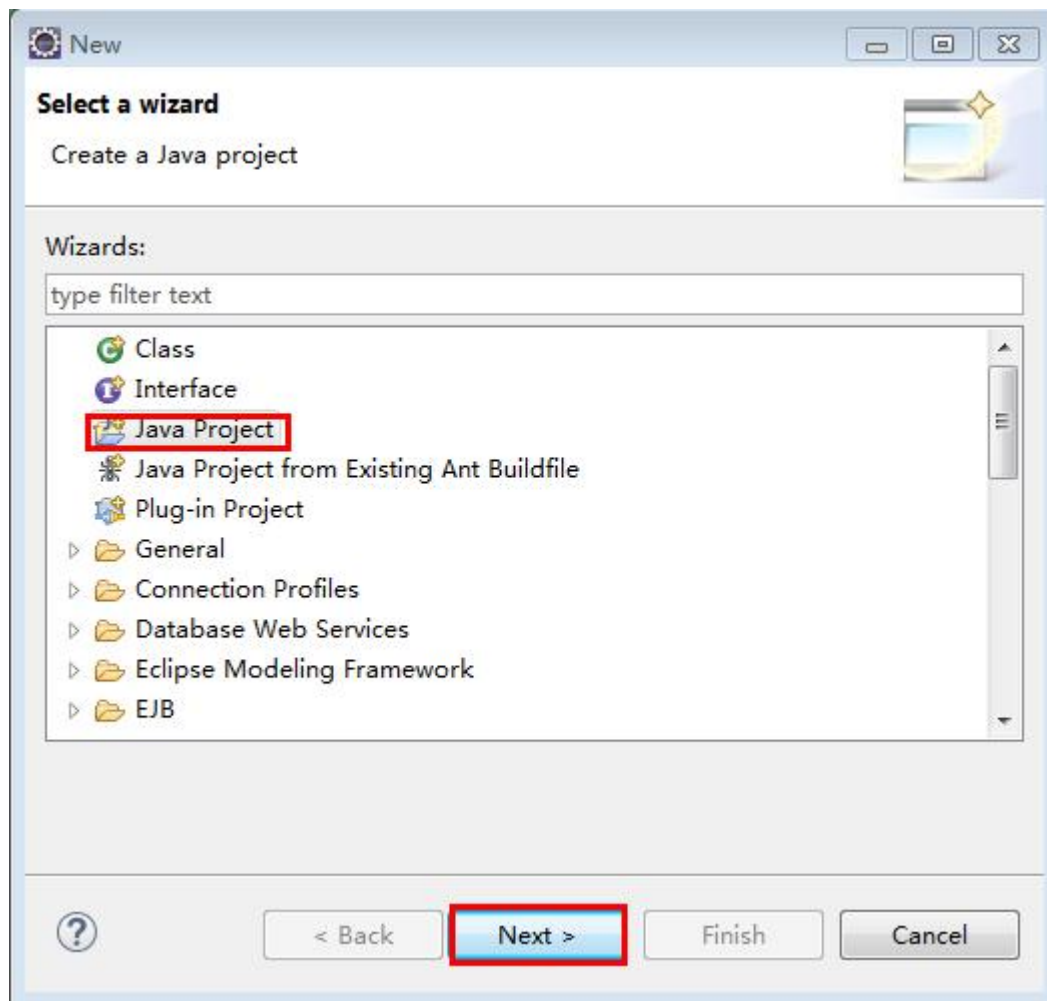 New
Select a wizard
Create a Java project
Wizards:
type filter text
Class
Interface
Java Project
Java Project from Existing Ant Buildfile
Plug-in Project
General
Connection Profiles
Database Web Services
Eclipse Modeling Framework
EJB
< Back Next > Finish Cancel